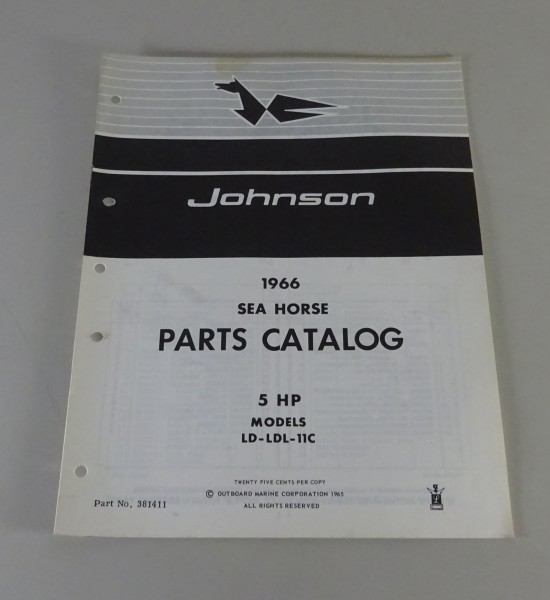 Johnson
1966
SEA HORSE
PARTS CATALOG
5 HP
MODELS
LD-LDL-11C
TWENTY FIVE CENTS PER COPY
© OUTBOARD MARINE CORPORATION 1965
ALL RIGHTS RESERVED
Part No. 381411